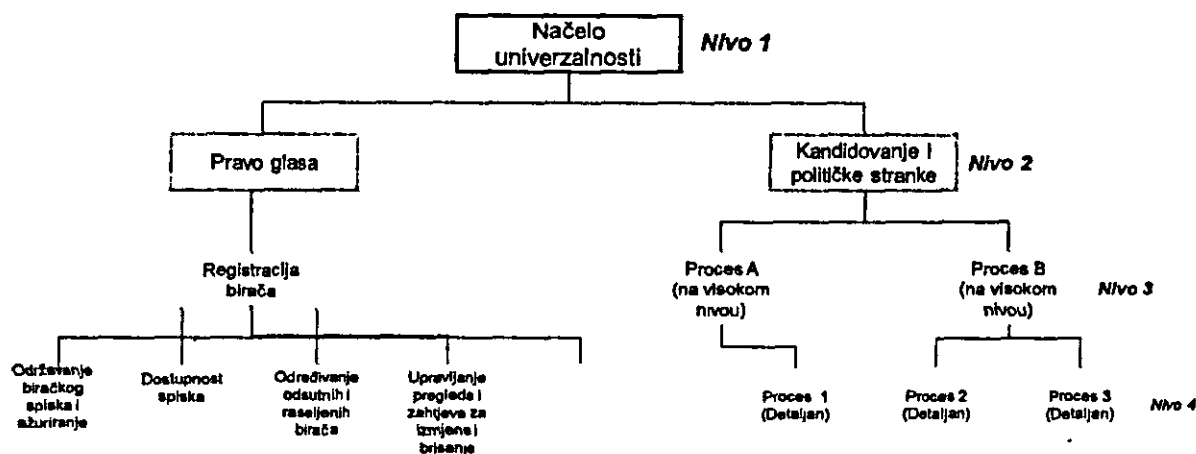 Načelo
univerzalnosti
Nivo 1
Pravo glasa
Kandidovanje i
političke stranke
Nivo 2
Registracija
birača
Proces A
(na visokom
nivou)
Proces B
(na visokom
nivou)
Nivo 3
Održavanje
biračkog
spiska i
ažuriranje
Dostupnost
spiska
Određivanje
odsutnih i
raseljenih
birača
Upravljanje
pregleda i
zahtjeva za
izmjene i
brisanje
Proces 1
(Detaljan)
Proces 2
(Detaljan)
Proces 3
(Detaljan)
Nivo 4